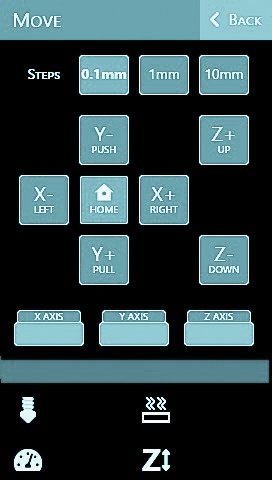 MOVE
BACK
STEPS 0.1mm 1mm 10mm
Y- Z+
PUSH UP
X- X+
LEFT HOME RIGHT
Y+ Z-
PULL DOWN
X AXIS Y AXIS Z AXIS
Z